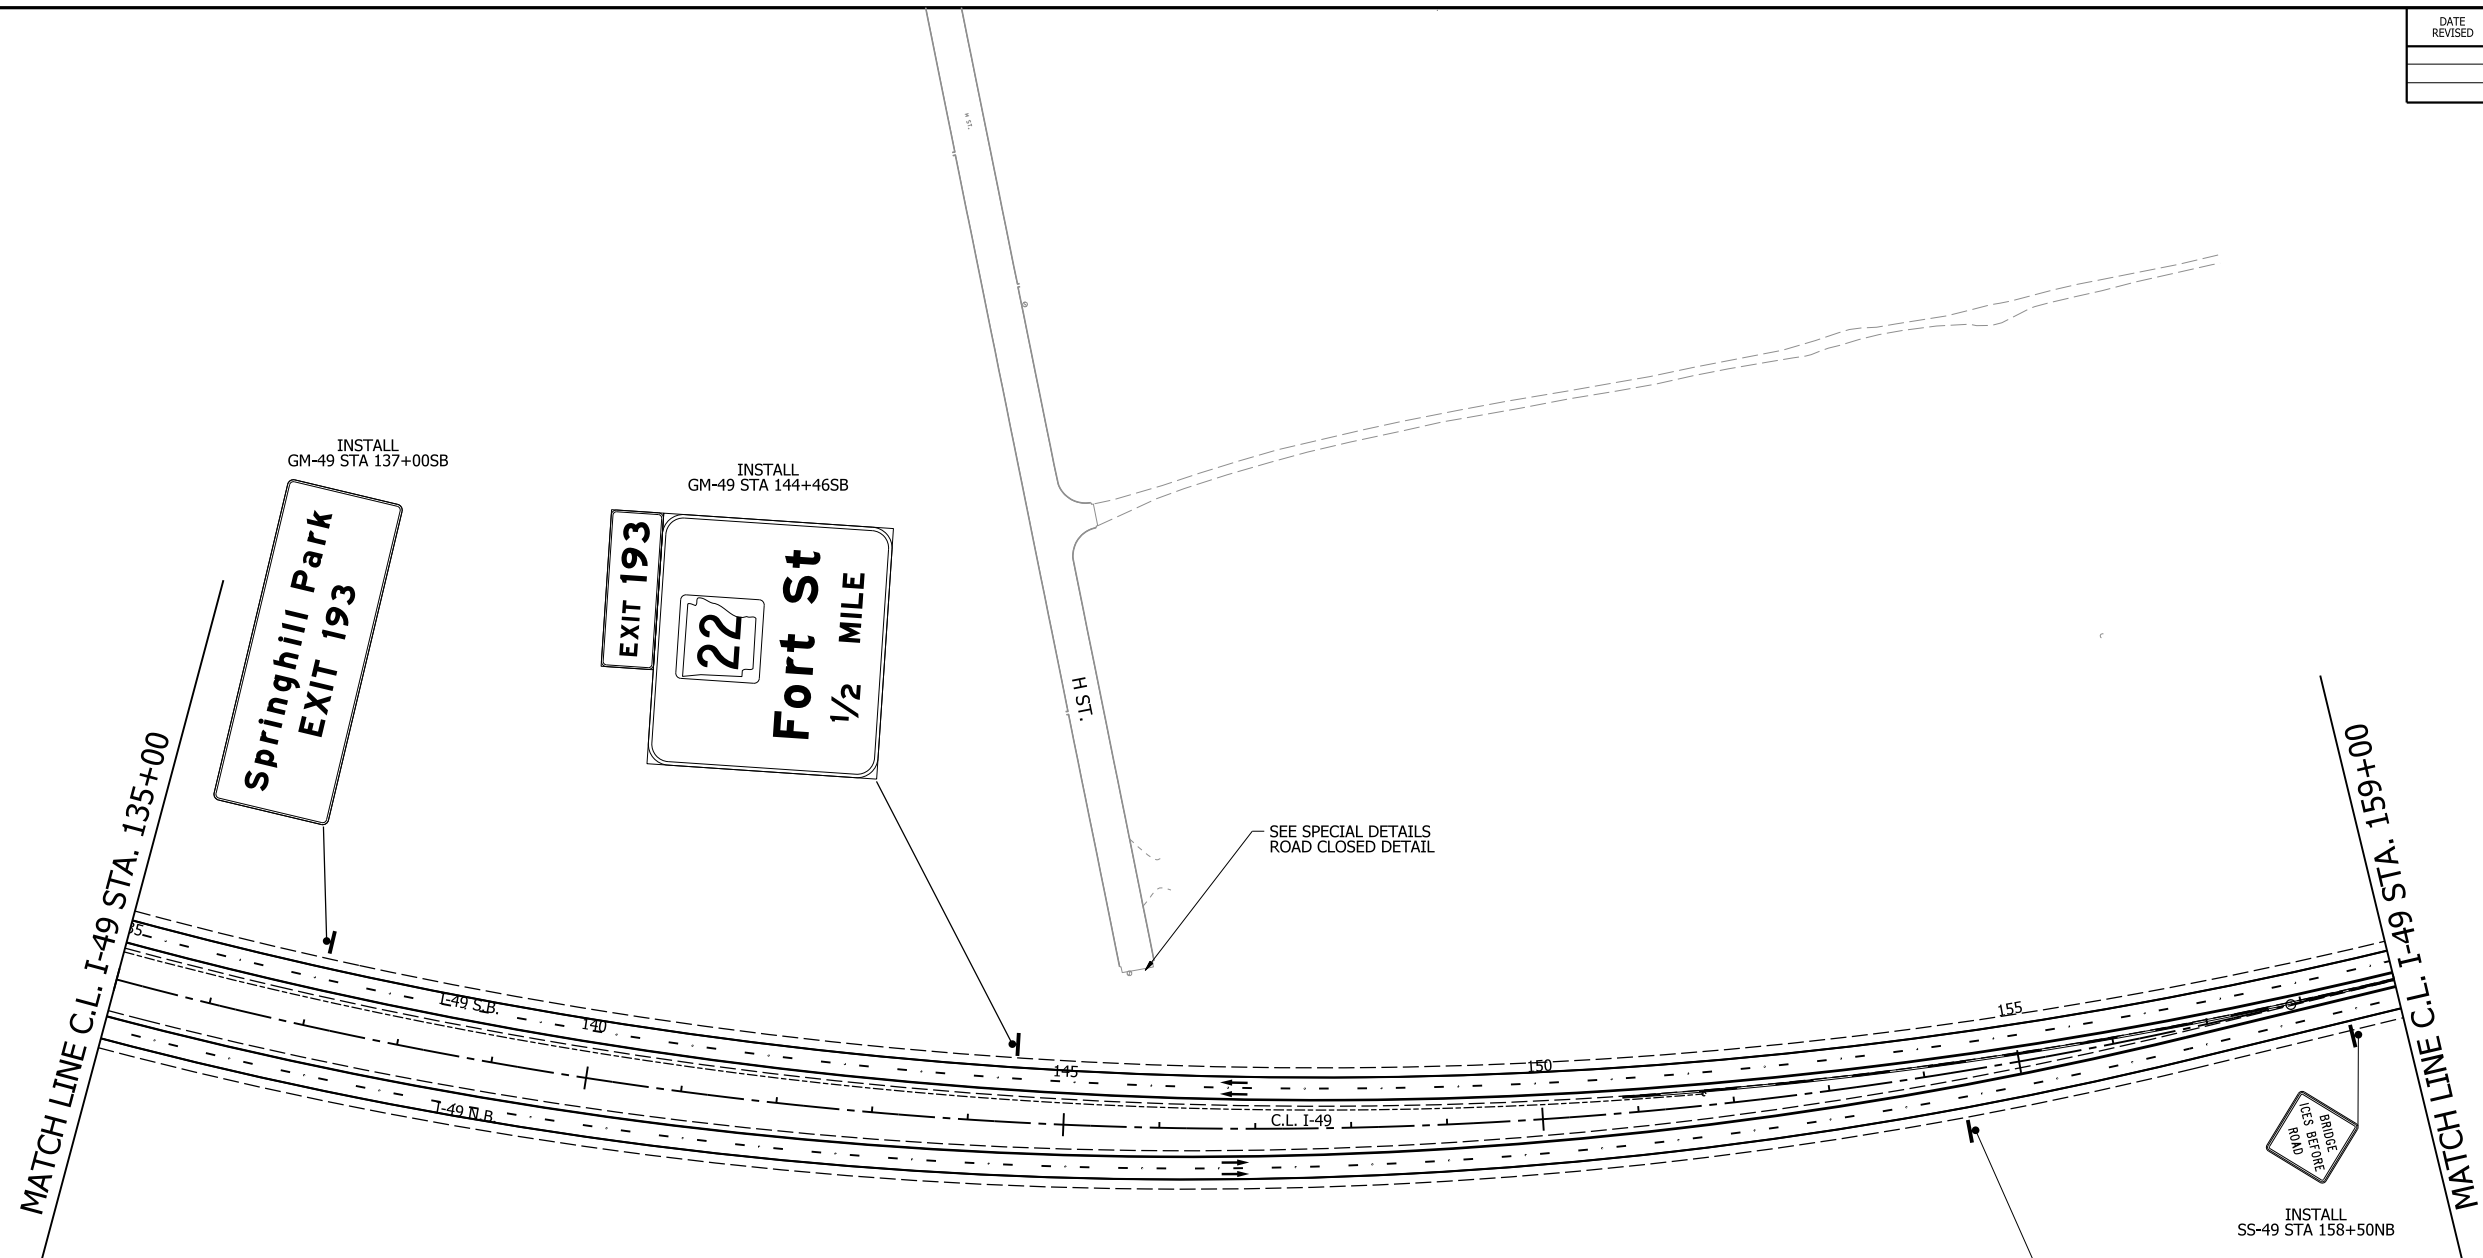 DATE
REVISED
H ST.
INSTALL
GM-49 STA 137+00SB
Springhill Park
EXIT 193
INSTALL
GM-49 STA 144+46SB
EXIT 193
22
Fort St
1/2 MILE
H ST.
SEE SPECIAL DETAILS
ROAD CLOSED DETAIL
MATCH LINE C.L. I-49 STA. 135+00
MATCH LINE C.L. I-49 STA. 159+00
35
I-49 S.B.
140
145
150
155
I-49 N.B.
C.L. I-49
BRIDGE
ICES BEFORE
ROAD
INSTALL
SS-49 STA 158+50NB